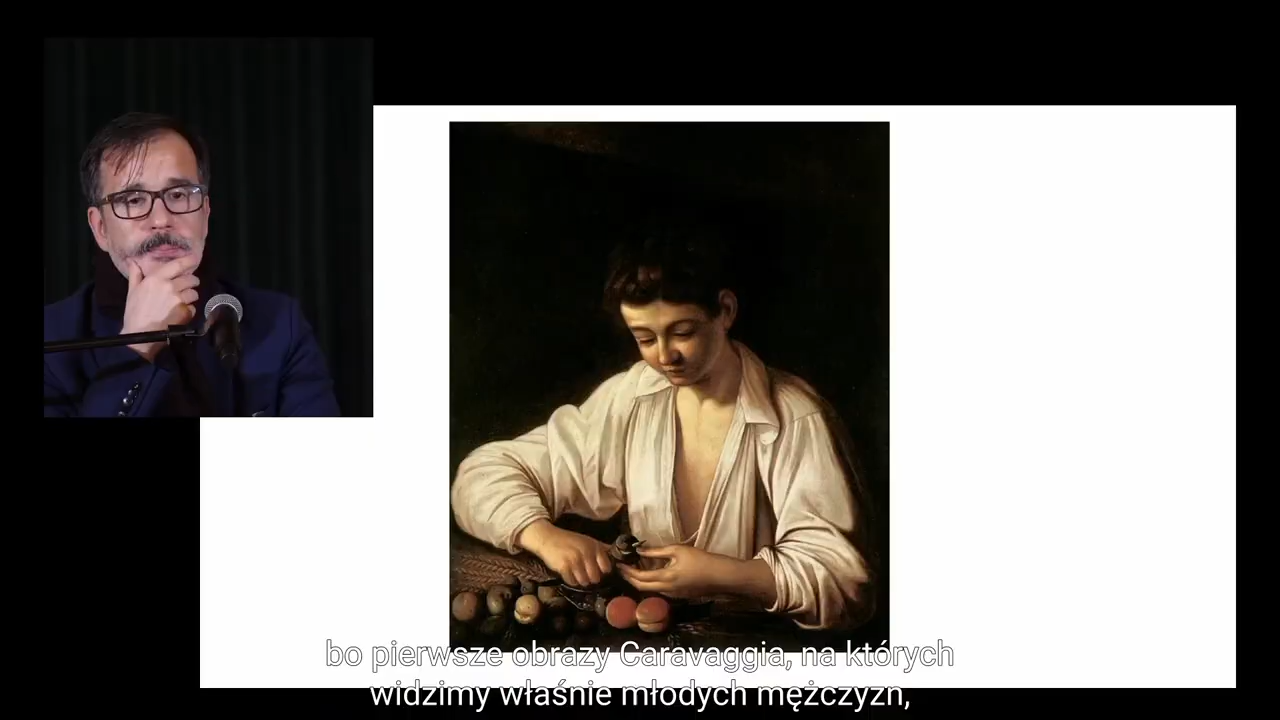 bo pierwsze obrazy Caravaggia, na których
widzimy właśnie młodych mężczyzn,